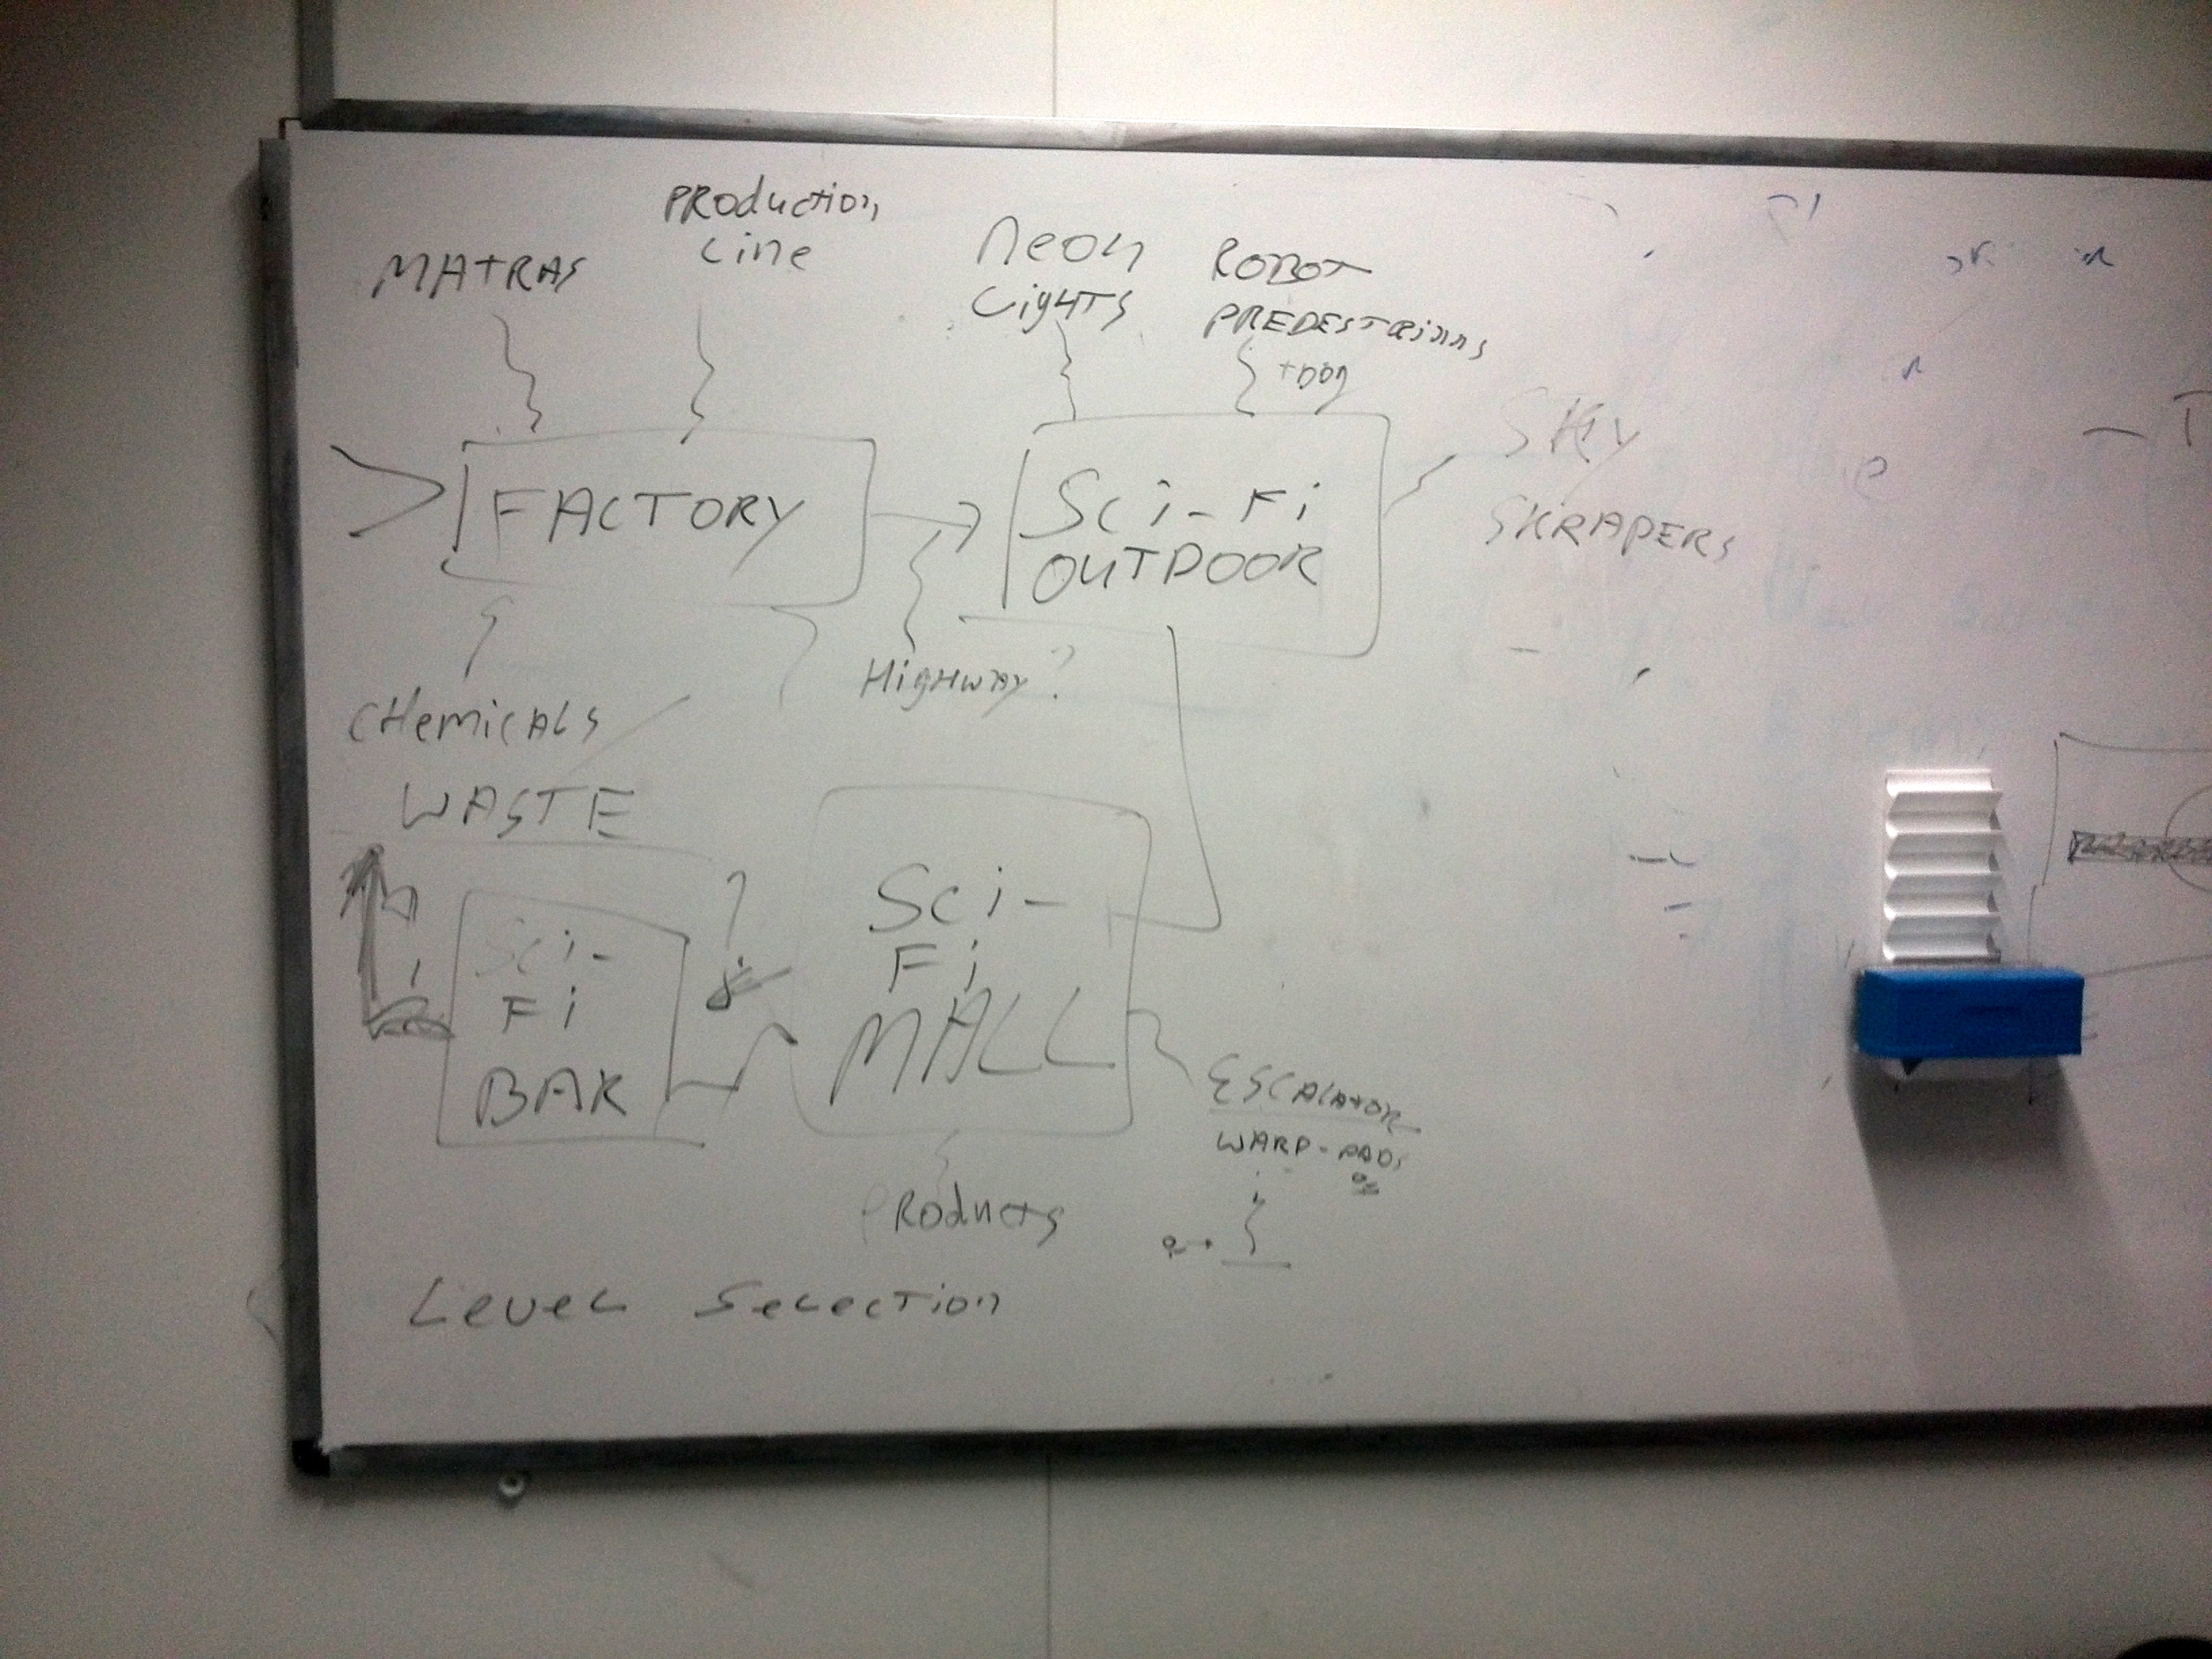 MATRAS
PRoduction
Line
neon
LigHTS
ROBOT
PREDESTRians
+DOg
FACTORY
Sci-Fi
OUTDOOR
SKY
SKRAPERS
HigHWAY?
CHemicALS
WASTE
Sci-
Fi
BAR
?
Sci-
Fi
MALL
ESCALATOR
WARP-PADS
PRoducts
LeveL SeLecTion